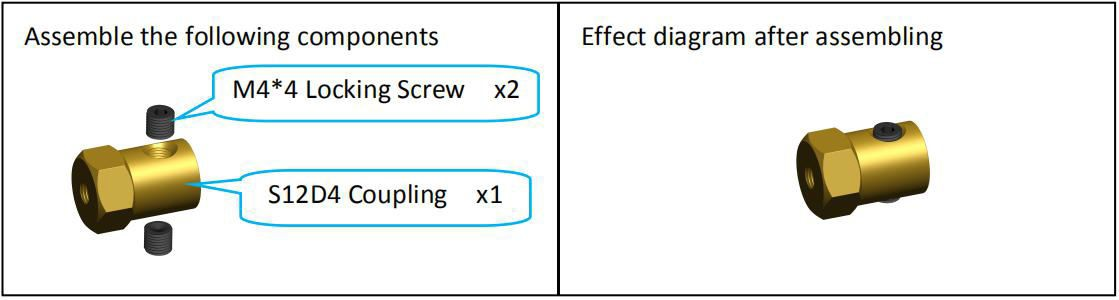 Assemble the following components
M4*4 Locking Screw x2
S12D4 Coupling x1
Effect diagram after assembling